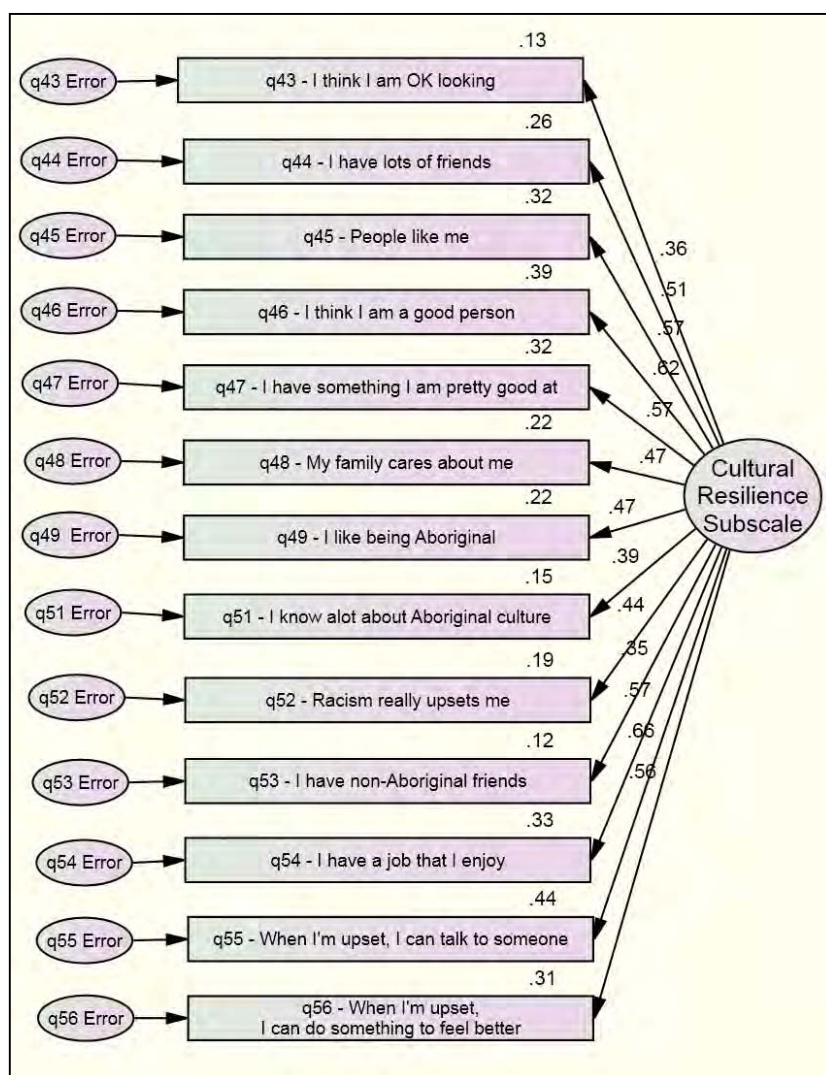 .13
q43 Error
q43 - I think I am OK looking
.26
q44 Error
q44 - I have lots of friends
.32
q45 Error
q45 - People like me
.36
.39
.51
q46 Error
q46 - I think I am a good person
.57
.32
.62
q47 Error
q47 - I have something I am pretty good at
.57
.22
q48 Error
q48 - My family cares about me
.47
Cultural
Resilience
Subscale
.22
.47
q49 Error
q49 - I like being Aboriginal
.39
.15
q51 Error
q51 - I know alot about Aboriginal culture
.44
.19
.35
q52 Error
q52 - Racism really upsets me
.57
.12
.66
q53 Error
q53 - I have non-Aboriginal friends
.56
.33
q54 Error
q54 - I have a job that I enjoy
.44
q55 Error
q55 - When I'm upset, I can talk to someone
.31
q56 Error
q56 - When I'm upset,
I can do something to feel better